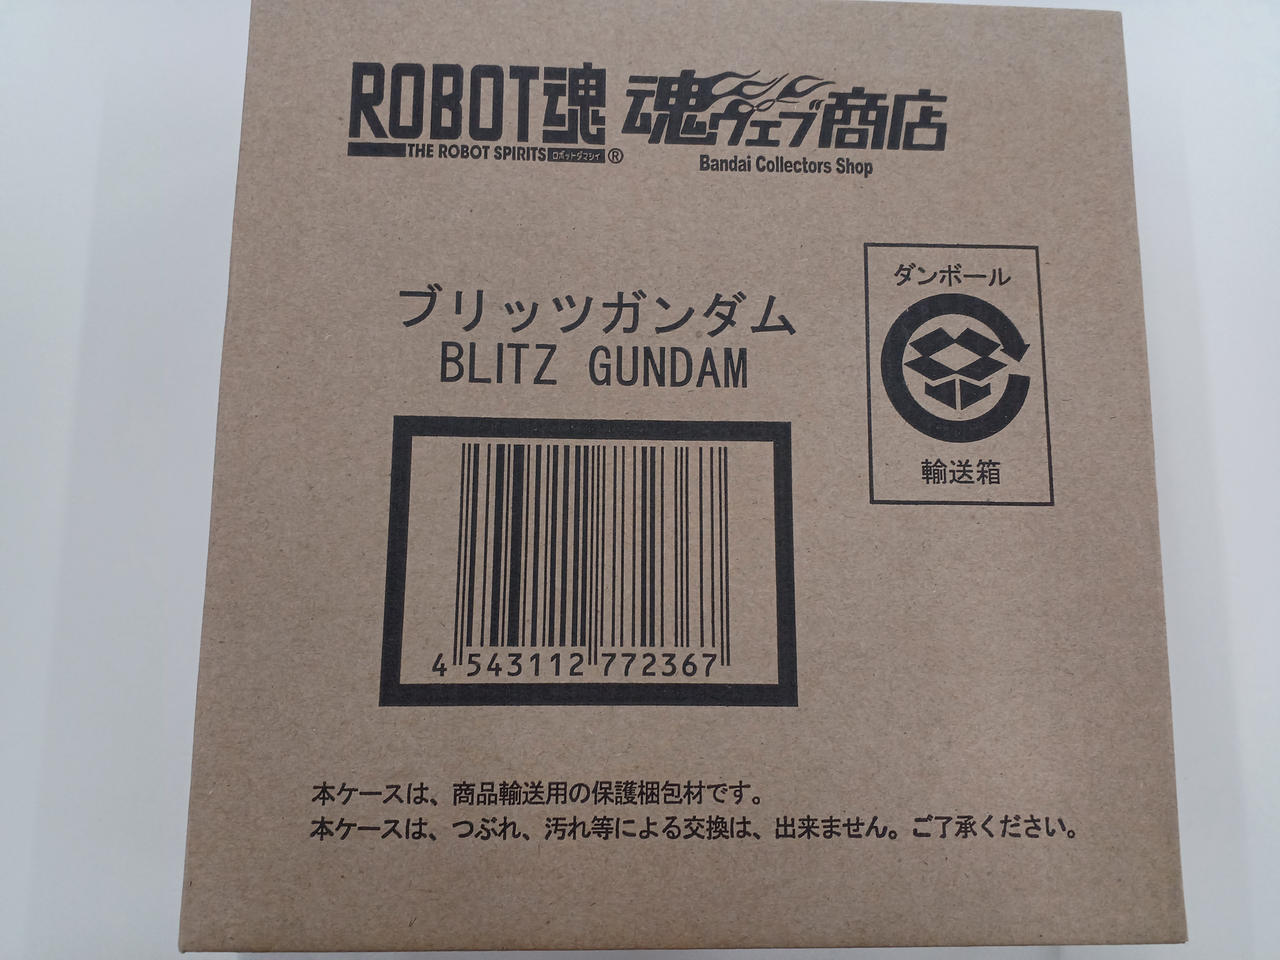 ROBOT魂
THE ROBOT SPIRITS ロボットダマシイ ®
魂ウェブ商店
Bandai Collectors Shop
ブリッツガンダム
BLITZ GUNDAM
ダンボール
輸送箱
4 543112 772367
本ケースは、商品輸送用の保護梱包材です。
本ケースは、つぶれ、汚れ等による交換は、出来ません。ご了承ください。